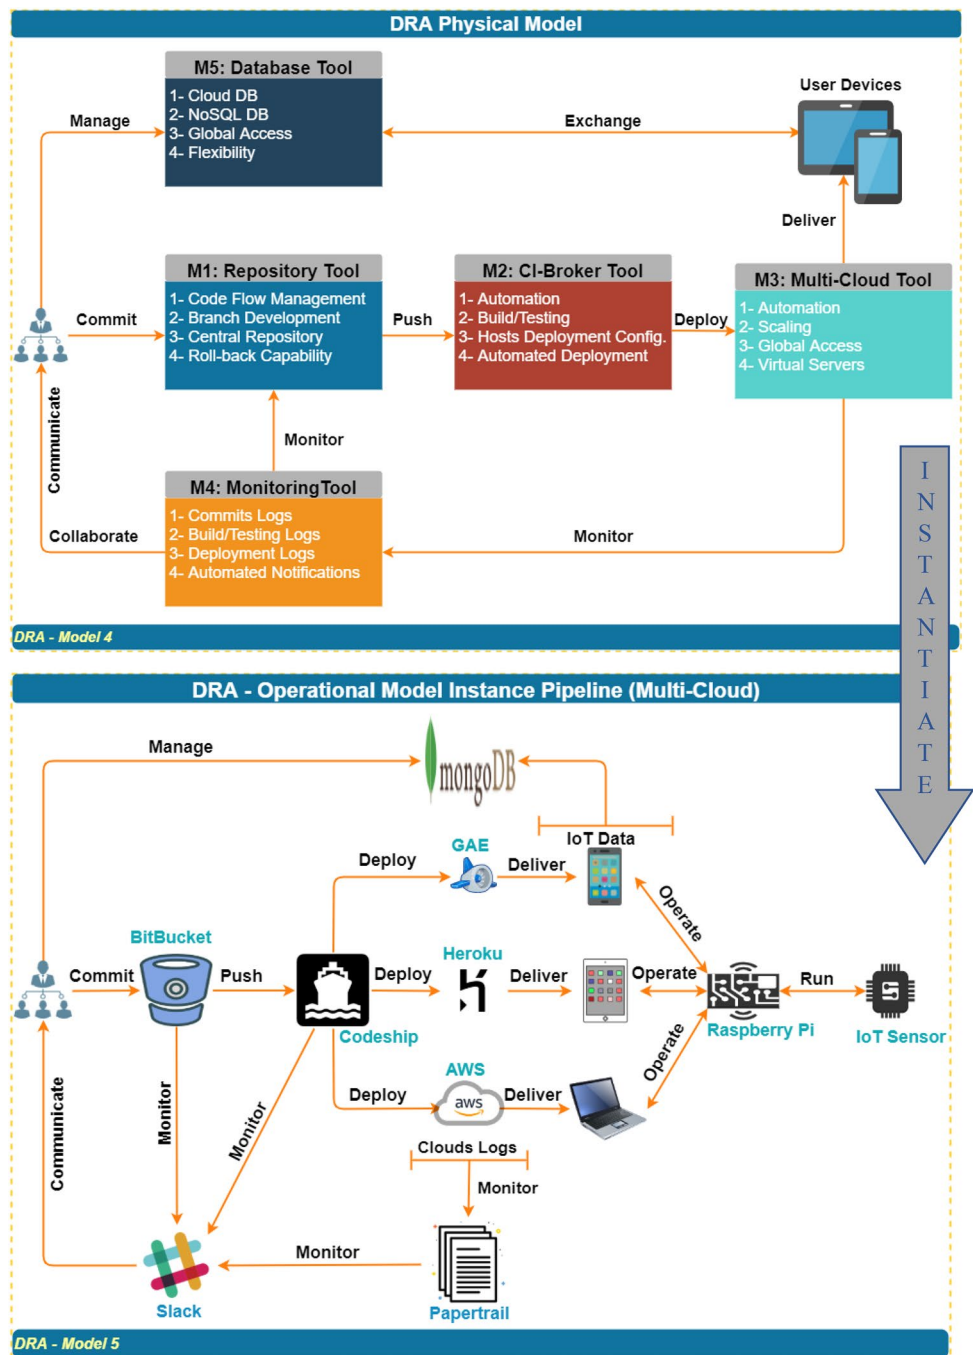 DRA Physical Model
M5: Database Tool
1- Cloud DB
2- NoSQL DB
3- Global Access
4- Flexibility
User Devices
Manage
Exchange
Deliver
M1: Repository Tool
1- Code Flow Management
2- Branch Development
3- Central Repository
4- Roll-back Capability
M2: CI-Broker Tool
1- Automation
2- Build/Testing
3- Hosts Deployment Config.
4- Automated Deployment
M3: Multi-Cloud Tool
1- Automation
2- Scaling
3- Global Access
4- Virtual Servers
Commit
Push
Deploy
Communicate
Monitor
M4: MonitoringTool
1- Commits Logs
2- Build/Testing Logs
3- Deployment Logs
4- Automated Notifications
Collaborate
Monitor
INSTANTIATE
DRA - Model 4
DRA - Operational Model Instance Pipeline (Multi-Cloud)
Manage
mongoDB
IoT Data
GAE
Deploy
Deliver
Operate
BitBucket
Heroku
Commit
Push
Deploy
Deliver
Operate
Run
Codeship
Raspberry Pi
IoT Sensor
AWS
aws
Deploy
Deliver
Operate
Communicate
Monitor
Monitor
Clouds Logs
Monitor
Monitor
Slack
Papertrail
DRA - Model 5